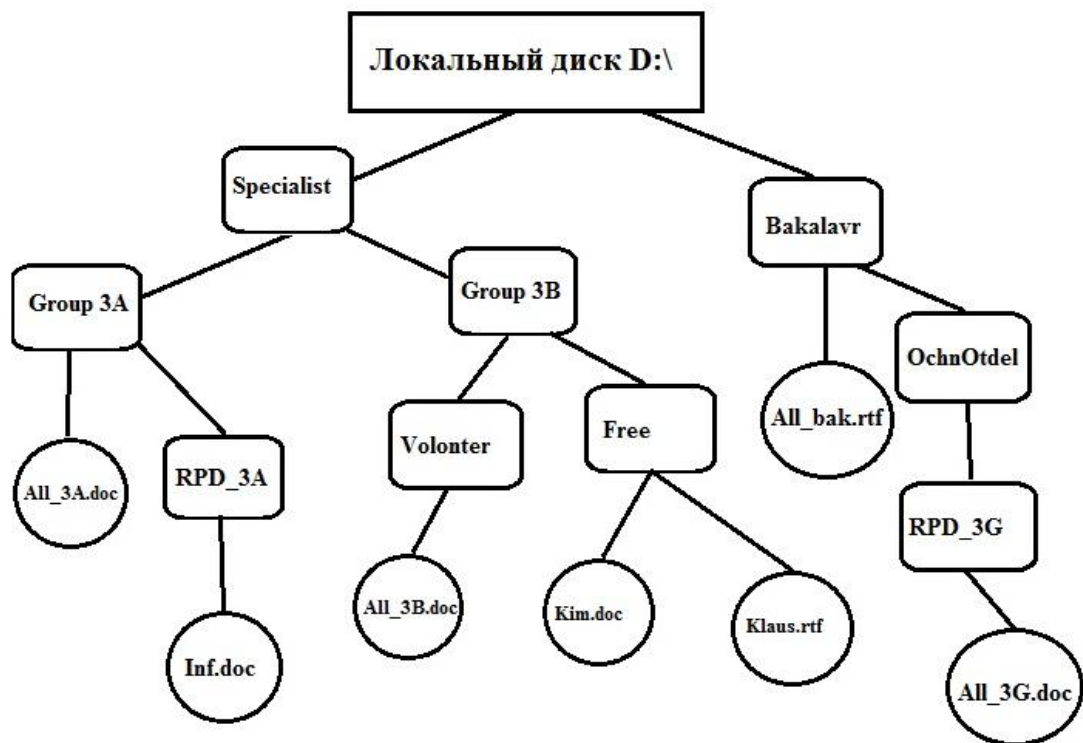 Локальный диск D:\
Specialist
Bakalavr
Group 3A
Group 3B
OchnOtdel
All_bak.rtf
Volonter
Free
All_3A.doc
RPD_3A
RPD_3G
All_3B.doc
Kim.doc
Klaus.rtf
Inf.doc
All_3G.doc